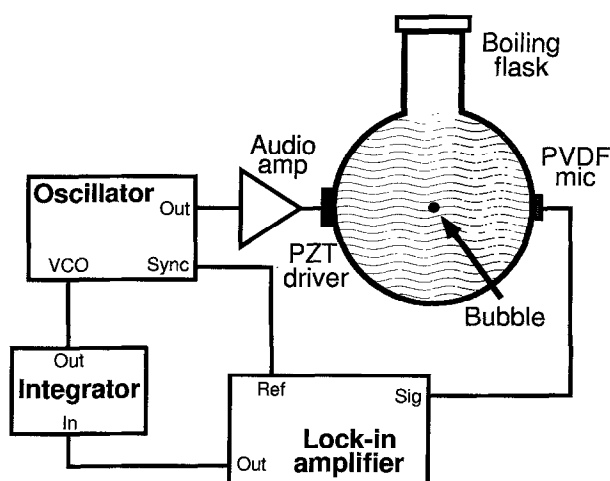 Boiling
flask
Audio
amp
PVDF
mic
Oscillator
Out
VCO
Sync
PZT
driver
Bubble
Out
Integrator
In
Ref
Sig
Lock-in
Out
amplifier